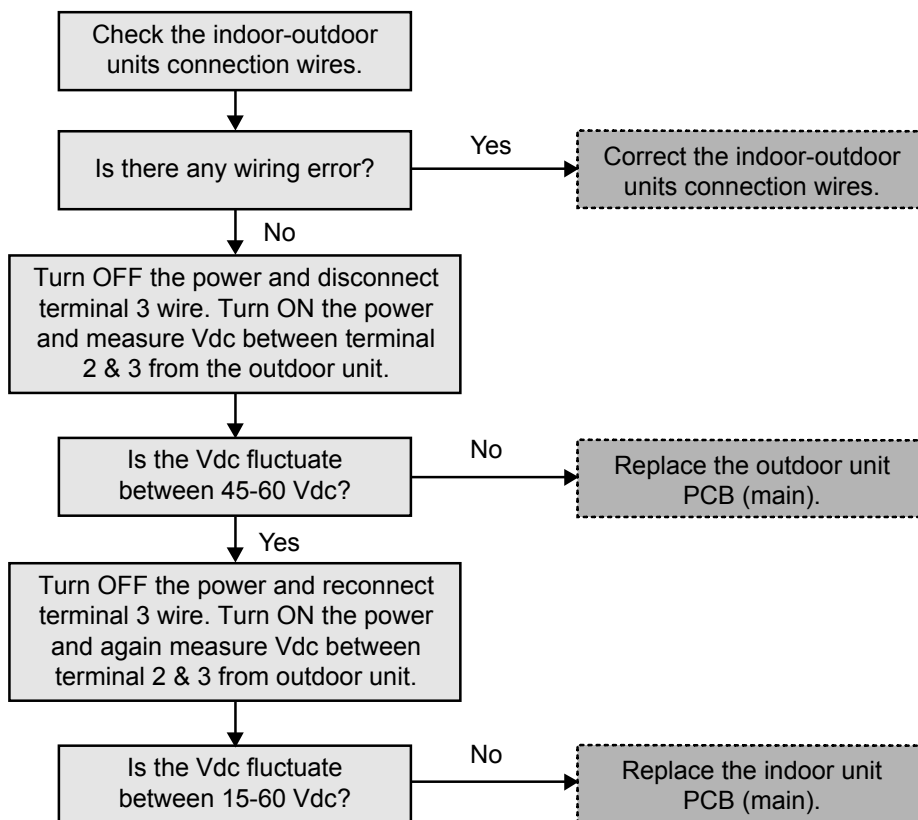 Check the indoor-outdoor
units connection wires.
Is there any wiring error?
Yes
Correct the indoor-outdoor
units connection wires.
No
Turn OFF the power and disconnect
terminal 3 wire. Turn ON the power
and measure Vdc between terminal
2 & 3 from the outdoor unit.
Is the Vdc fluctuate
between 45-60 Vdc?
No
Replace the outdoor unit
PCB (main).
Yes
Turn OFF the power and reconnect
terminal 3 wire. Turn ON the power
and again measure Vdc between
terminal 2 & 3 from outdoor unit.
Is the Vdc fluctuate
between 15-60 Vdc?
No
Replace the indoor unit
PCB (main).